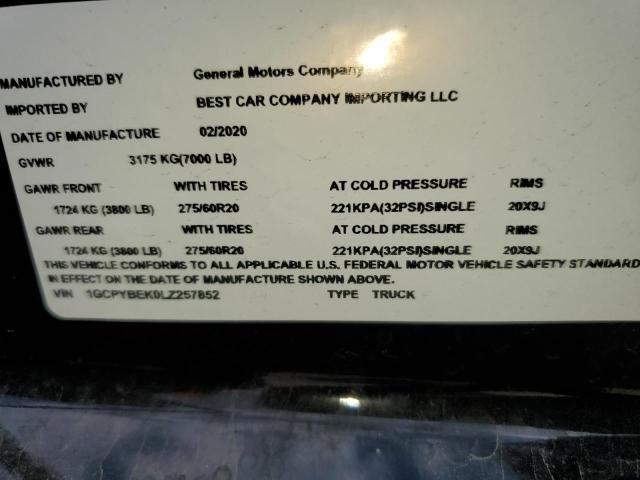 MANUFACTURED BY General Motors Company
IMPORTED BY BEST CAR COMPANY IMPORTING LLC
DATE OF MANUFACTURE 02/2020
GVWR 3175 KG(7000 LB)
GAWR FRONT WITH TIRES AT COLD PRESSURE RIMS
1724 KG (3800 LB) 275/60R20 221KPA(32PSI)SINGLE 20X9J
GAWR REAR WITH TIRES AT COLD PRESSURE RIMS
1724 KG (3800 LB) 275/60R20 221KPA(32PSI)SINGLE 20X9J
THIS VEHICLE CONFORMS TO ALL APPLICABLE U.S. FEDERAL MOTOR VEHICLE SAFETY STANDARD
IN EFFECT ON THE DATE OF MANUFACTURE SHOWN ABOVE.
VIN 1GCPYBEK0LZ257852 TYPE TRUCK